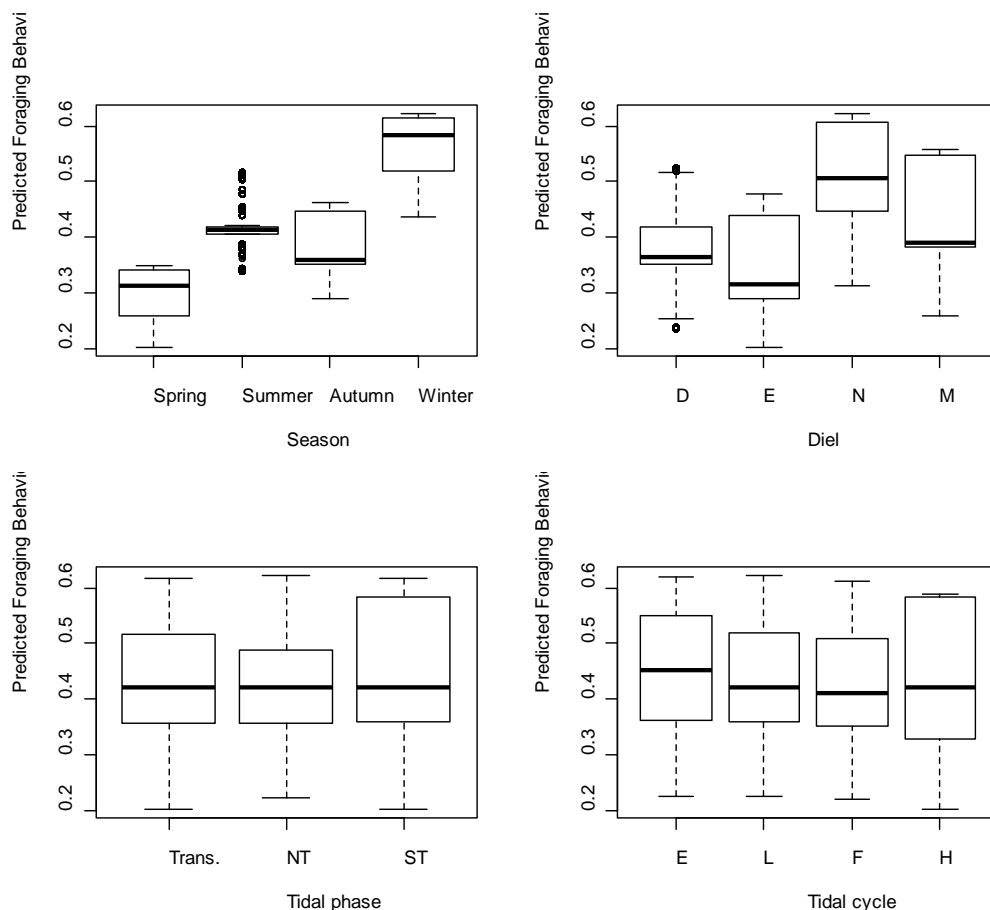 Predicted Foraging Behavi
0.6
0.5
0.4
0.3
0.2
Spring Summer Autumn Winter
Season
Predicted Foraging Behavi
0.6
0.5
0.4
0.3
0.2
D E N M
Diel
Predicted Foraging Behavi
0.6
0.5
0.4
0.3
0.2
Trans. NT ST
Tidal phase
Predicted Foraging Behavi
0.6
0.5
0.4
0.3
0.2
E L F H
Tidal cycle